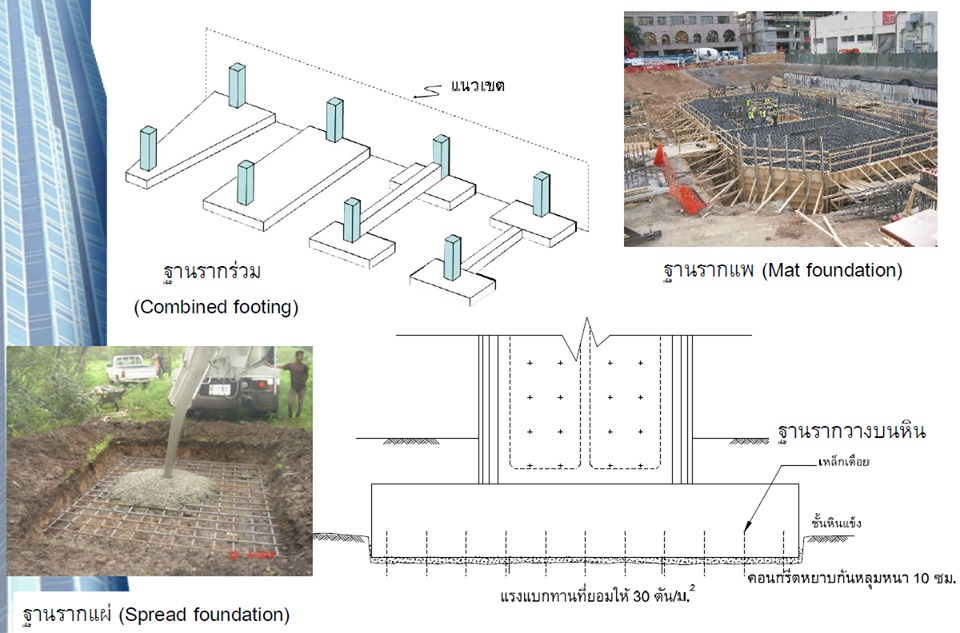 แนวเขต
ฐานรากร่วม
(Combined footing)
ฐานรากแพ (Mat foundation)
ฐานรากวางบนหิน
เหล็กเดือย
ชั้นหินแข็ง
คอนกรีตหยาบก้นหลุมหนา 10 ซม.
แรงแบกทานที่ยอมให้ 30 ตัน/ม.²
ฐานรากแผ่ (Spread foundation)